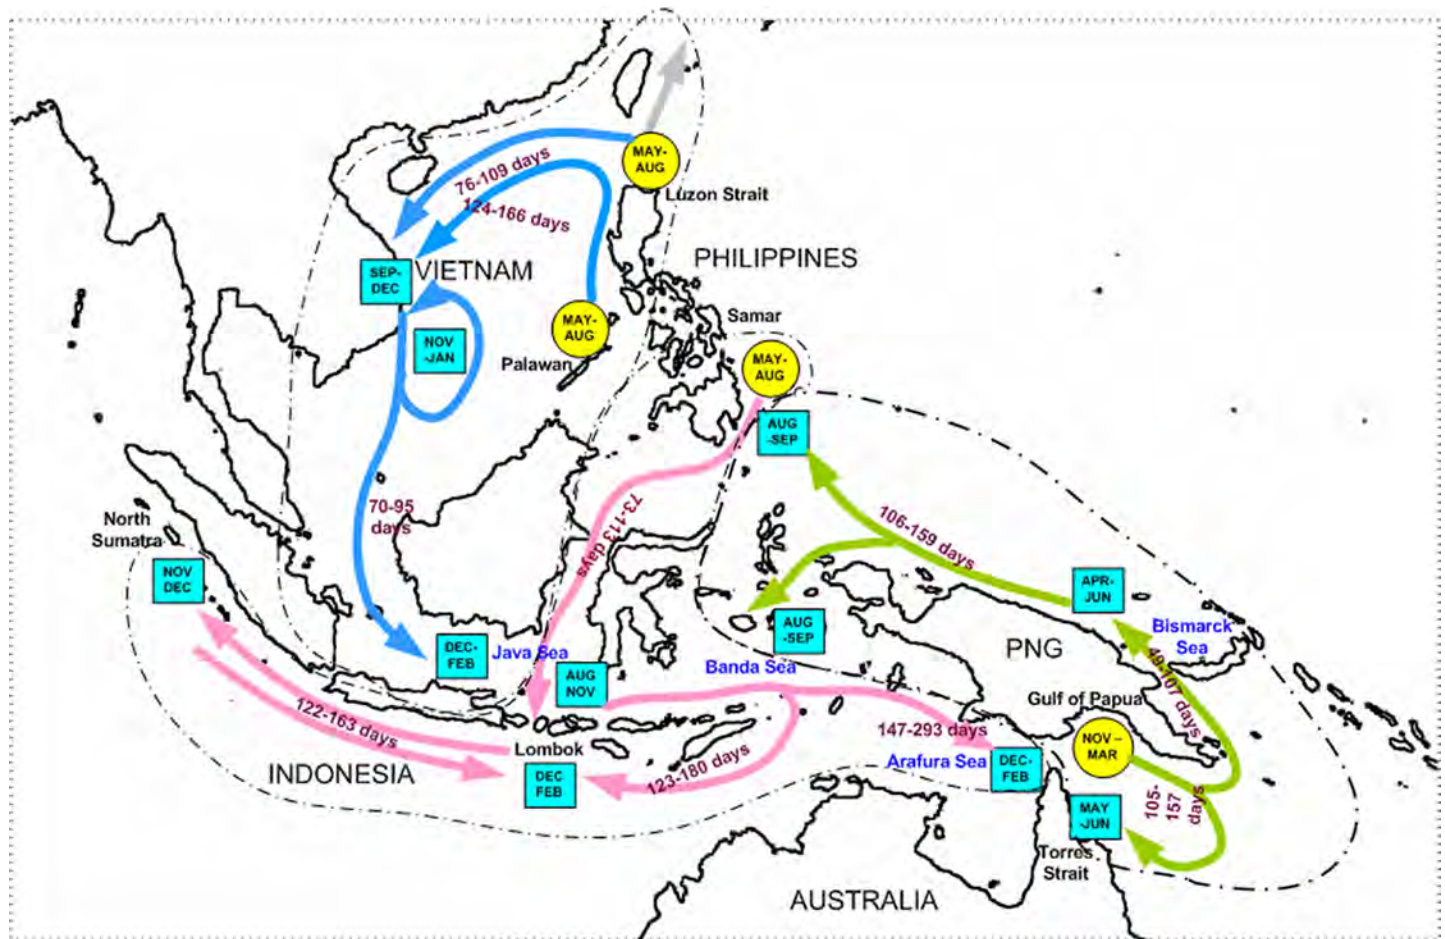 MAY-
AUG
Luzon Strait
76-109 days
124-166 days
PHILIPPINES
SEP-
DEC
VIETNAM
MAY-
AUG
Palawan
Samar
NOV
-JAN
MAY-
AUG
AUG
-SEP
70-95
days
73-113 days
106-159 days
North
Sumatra
NOV
DEC
APR-
JUN
Bismarck
Sea
AUG
-SEP
PNG
DEC-
FEB
Java Sea
AUG
NOV
Banda Sea
49-107 days
Gulf of Papua
122-163 days
147-293 days
NOV –
MAR
Lombok
Arafura Sea
DEC-
FEB
INDONESIA
DEC
FEB
123-180 days
105-
157
days
MAY
-JUN
Torres
Strait
AUSTRALIA